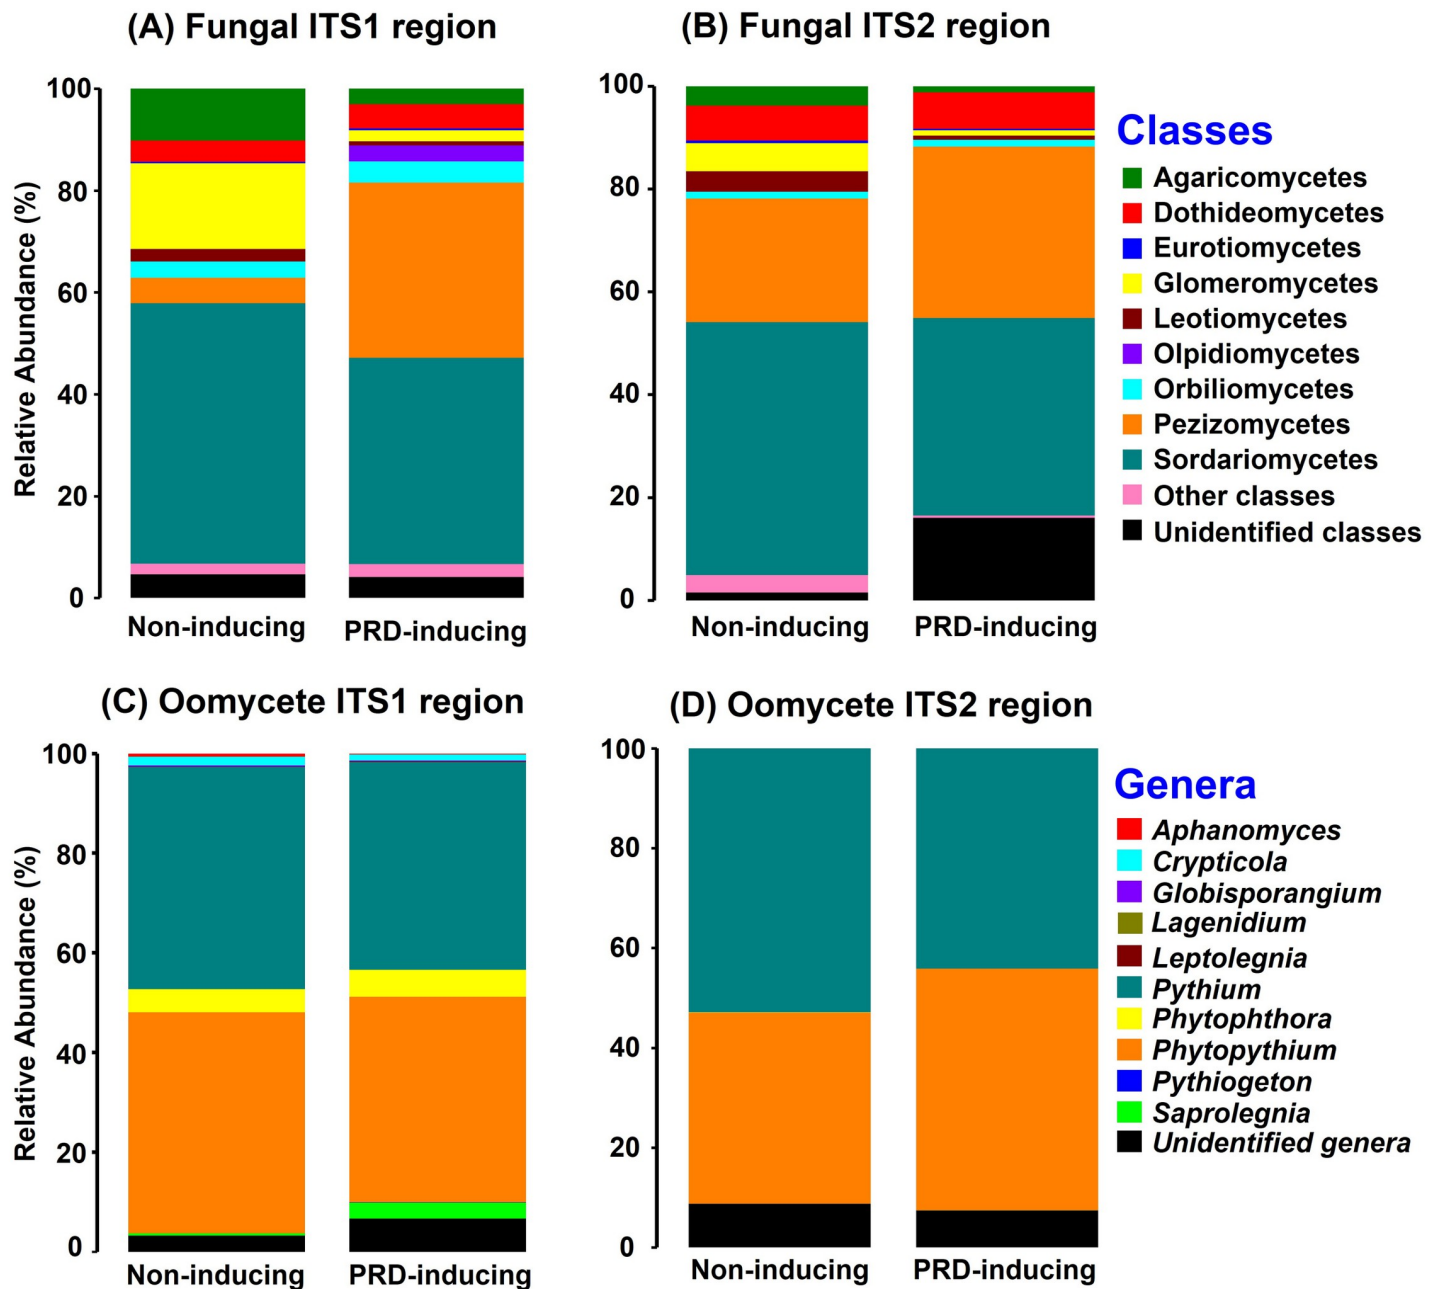 (A) Fungal ITS1 region
(B) Fungal ITS2 region
Relative Abundance (%)
100
80
60
40
20
0
Non-inducing
PRD-inducing
100
80
60
40
20
0
Non-inducing
PRD-inducing
Classes
Agaricomycetes
Dothideomycetes
Eurotiomycetes
Glomeromycetes
Leotiomycetes
Olpidiomycetes
Orbiliomycetes
Pezizomycetes
Sordariomycetes
Other classes
Unidentified classes
(C) Oomycete ITS1 region
(D) Oomycete ITS2 region
Relative Abundance (%)
100
80
60
40
20
0
Non-inducing
PRD-inducing
100
80
60
40
20
0
Non-inducing
PRD-inducing
Genera
Aphanomyces
Crypticola
Globisporangium
Lagenidium
Leptolegnia
Pythium
Phytophthora
Phytopythium
Pythiogeton
Saprolegnia
Unidentified genera